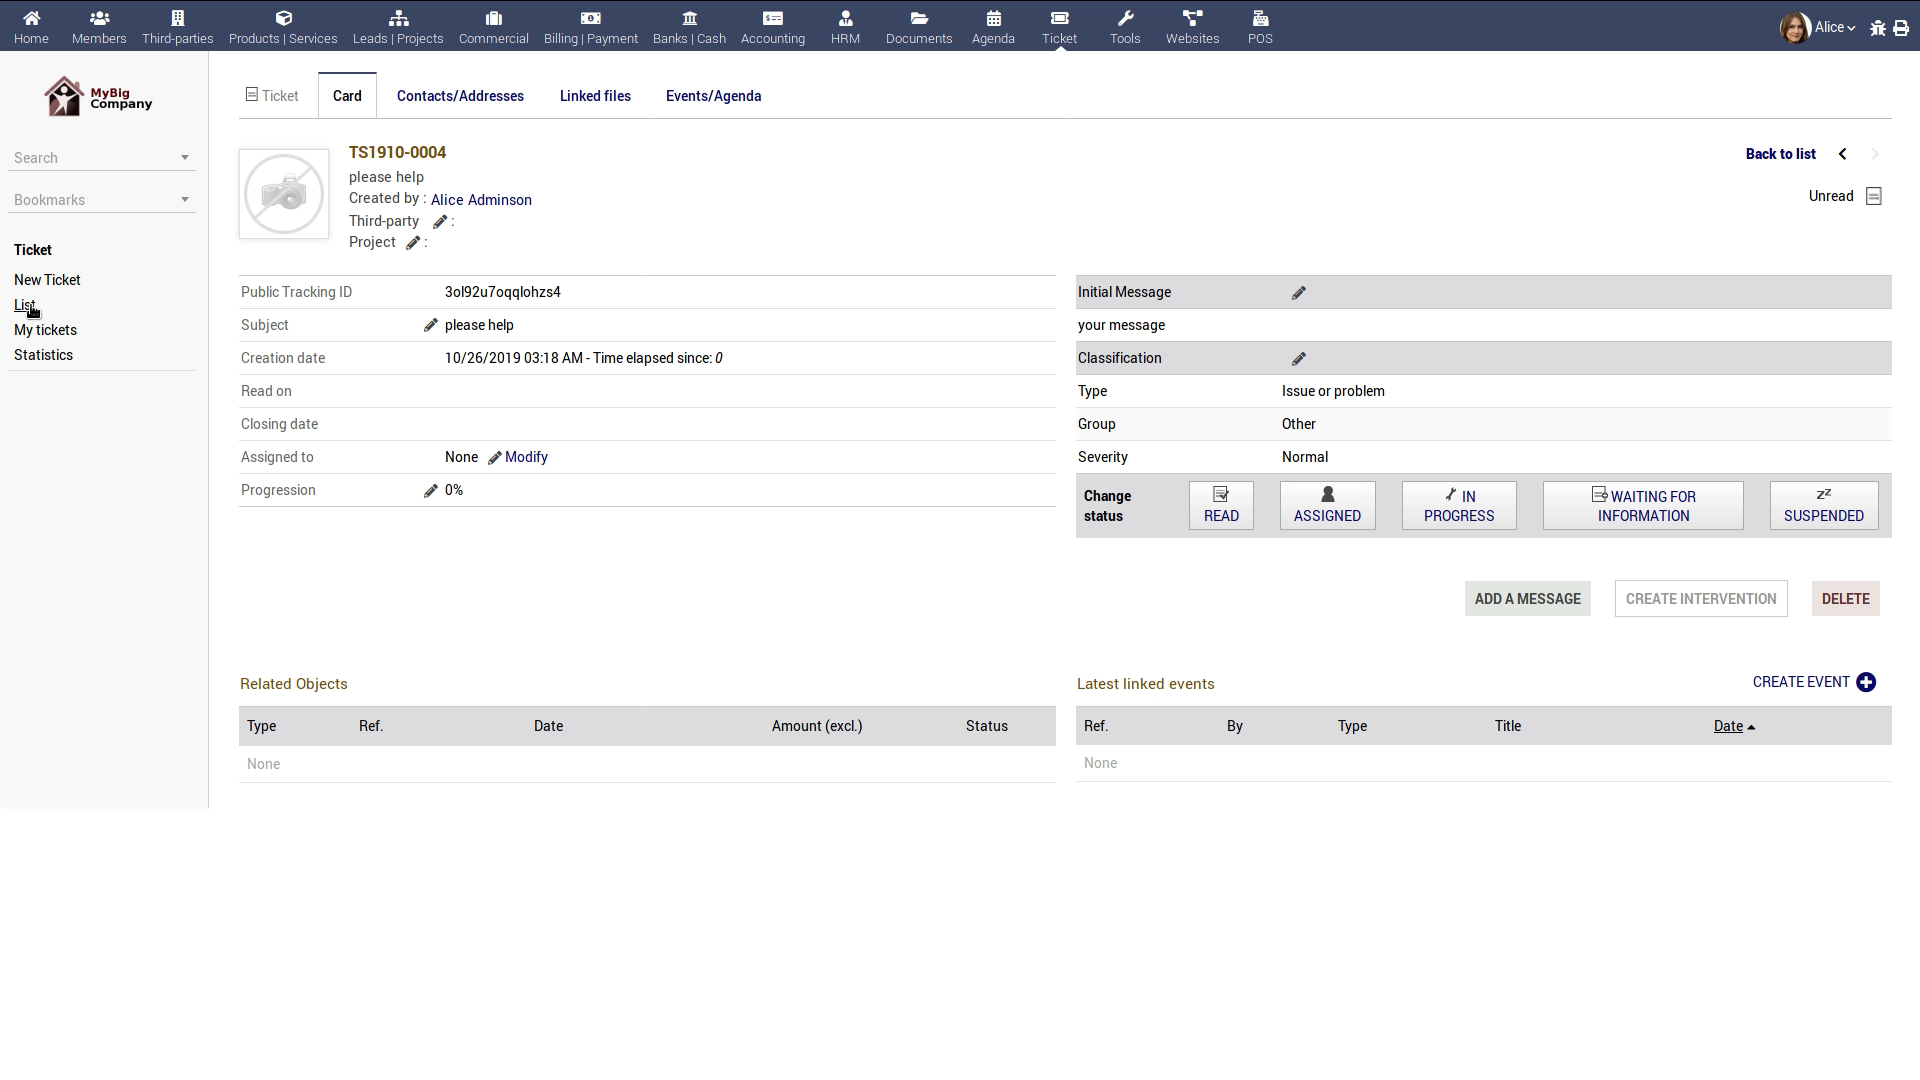 Home Members Third-parties Products | Services Leads | Projects Commercial Billing | Payment Banks | Cash Accounting HRM Documents Agenda Ticket Tools Websites POS Alice
MyBig
Company
Search
Bookmarks
Ticket
New Ticket
List
My tickets
Statistics
Ticket Card Contacts/Addresses Linked files Events/Agenda
TS1910-0004
please help
Created by : Alice Adminson
Third-party :
Project :
Back to list
Unread
Public Tracking ID 3ol92u7oqqlohzs4
Subject please help
Creation date 10/26/2019 03:18 AM - Time elapsed since: 0
Read on
Closing date
Assigned to None Modify
Progression 0%
Initial Message
your message
Classification
Type Issue or problem
Group Other
Severity Normal
Change
status
READ
ASSIGNED
IN
PROGRESS
WAITING FOR
INFORMATION
SUSPENDED
ADD A MESSAGE CREATE INTERVENTION DELETE
Related Objects
Type Ref. Date Amount (excl.) Status
None
Latest linked events CREATE EVENT
Ref. By Type Title Date
None